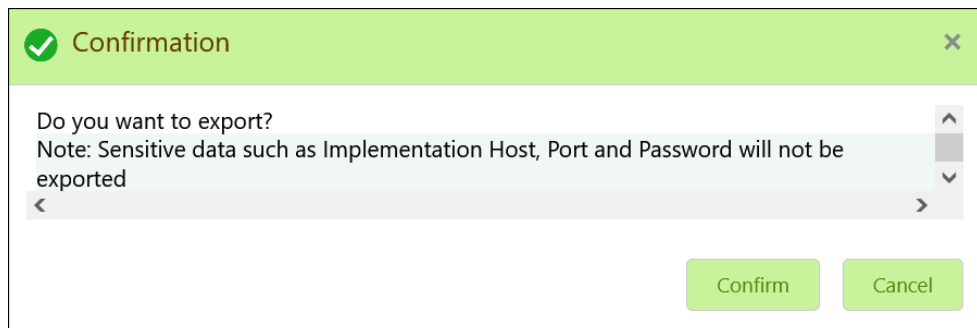 Confirmation
Do you want to export?
Note: Sensitive data such as Implementation Host, Port and Password will not be
exported
Confirm
Cancel